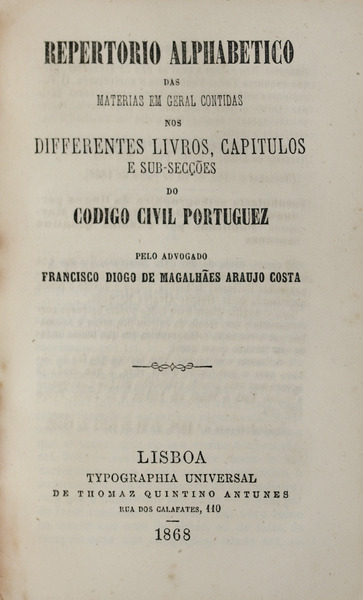 REPERTORIO ALPHABETICO
DAS
MATERIAS EM GERAL CONTIDAS
NOS
DIFFERENTES LIVROS, CAPITULOS
E SUB-SECÇÕES
DO
CODIGO CIVIL PORTUGUEZ
PELO ADVOGADO
FRANCISCO DIOGO DE MAGALHÃES ARAUJO COSTA
LISBOA
TYPOGRAPHIA UNIVERSAL
DE THOMAZ QUINTINO ANTUNES
RUA DOS CALAFATES, 110
1868